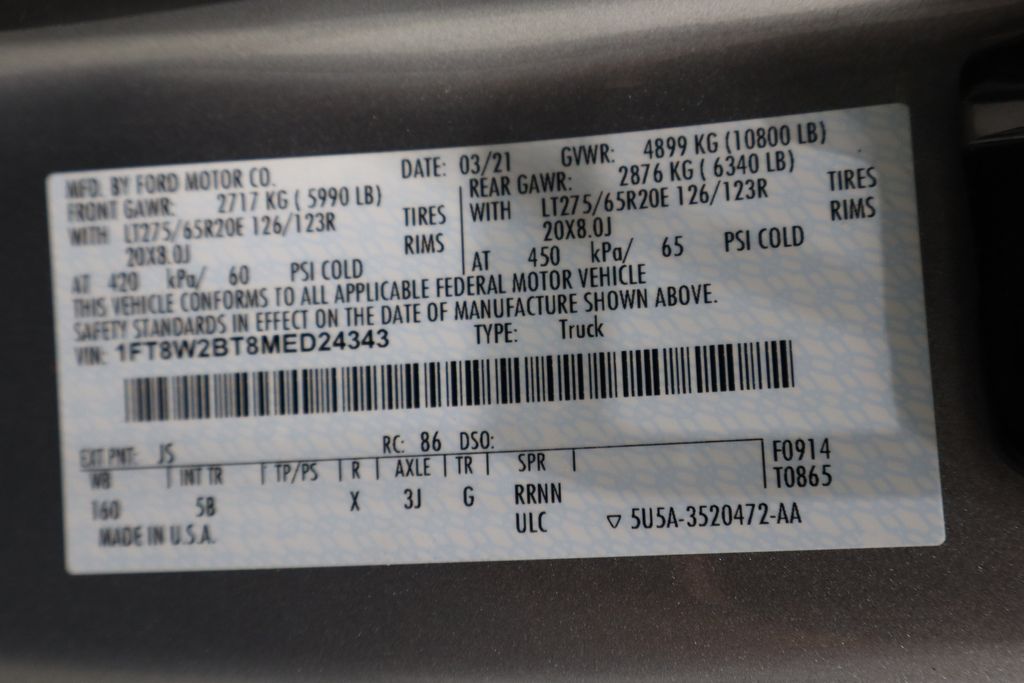 MFD. BY FORD MOTOR CO. DATE: 03/21 GVWR: 4899 KG (10800 LB)
FRONT GAWR: 2717 KG ( 5990 LB) REAR GAWR: 2876 KG ( 6340 LB)
WITH LT275/65R20E 126/123R TIRES WITH LT275/65R20E 126/123R TIRES
20X8.0J RIMS 20X8.0J RIMS
AT 420 kPa/ 60 PSI COLD AT 450 kPa/ 65 PSI COLD
THIS VEHICLE CONFORMS TO ALL APPLICABLE FEDERAL MOTOR VEHICLE
SAFETY STANDARDS IN EFFECT ON THE DATE OF MANUFACTURE SHOWN ABOVE.
VIN: 1FT8W2BT8MED24343 TYPE: Truck
EXT PNT: JS RC: 86 DSO: F0914
WB INT TR TP/PS R AXLE TR SPR T0865
160 5B X 3J G RRNN
MADE IN U.S.A. ULC ▽ 5U5A-3520472-AA